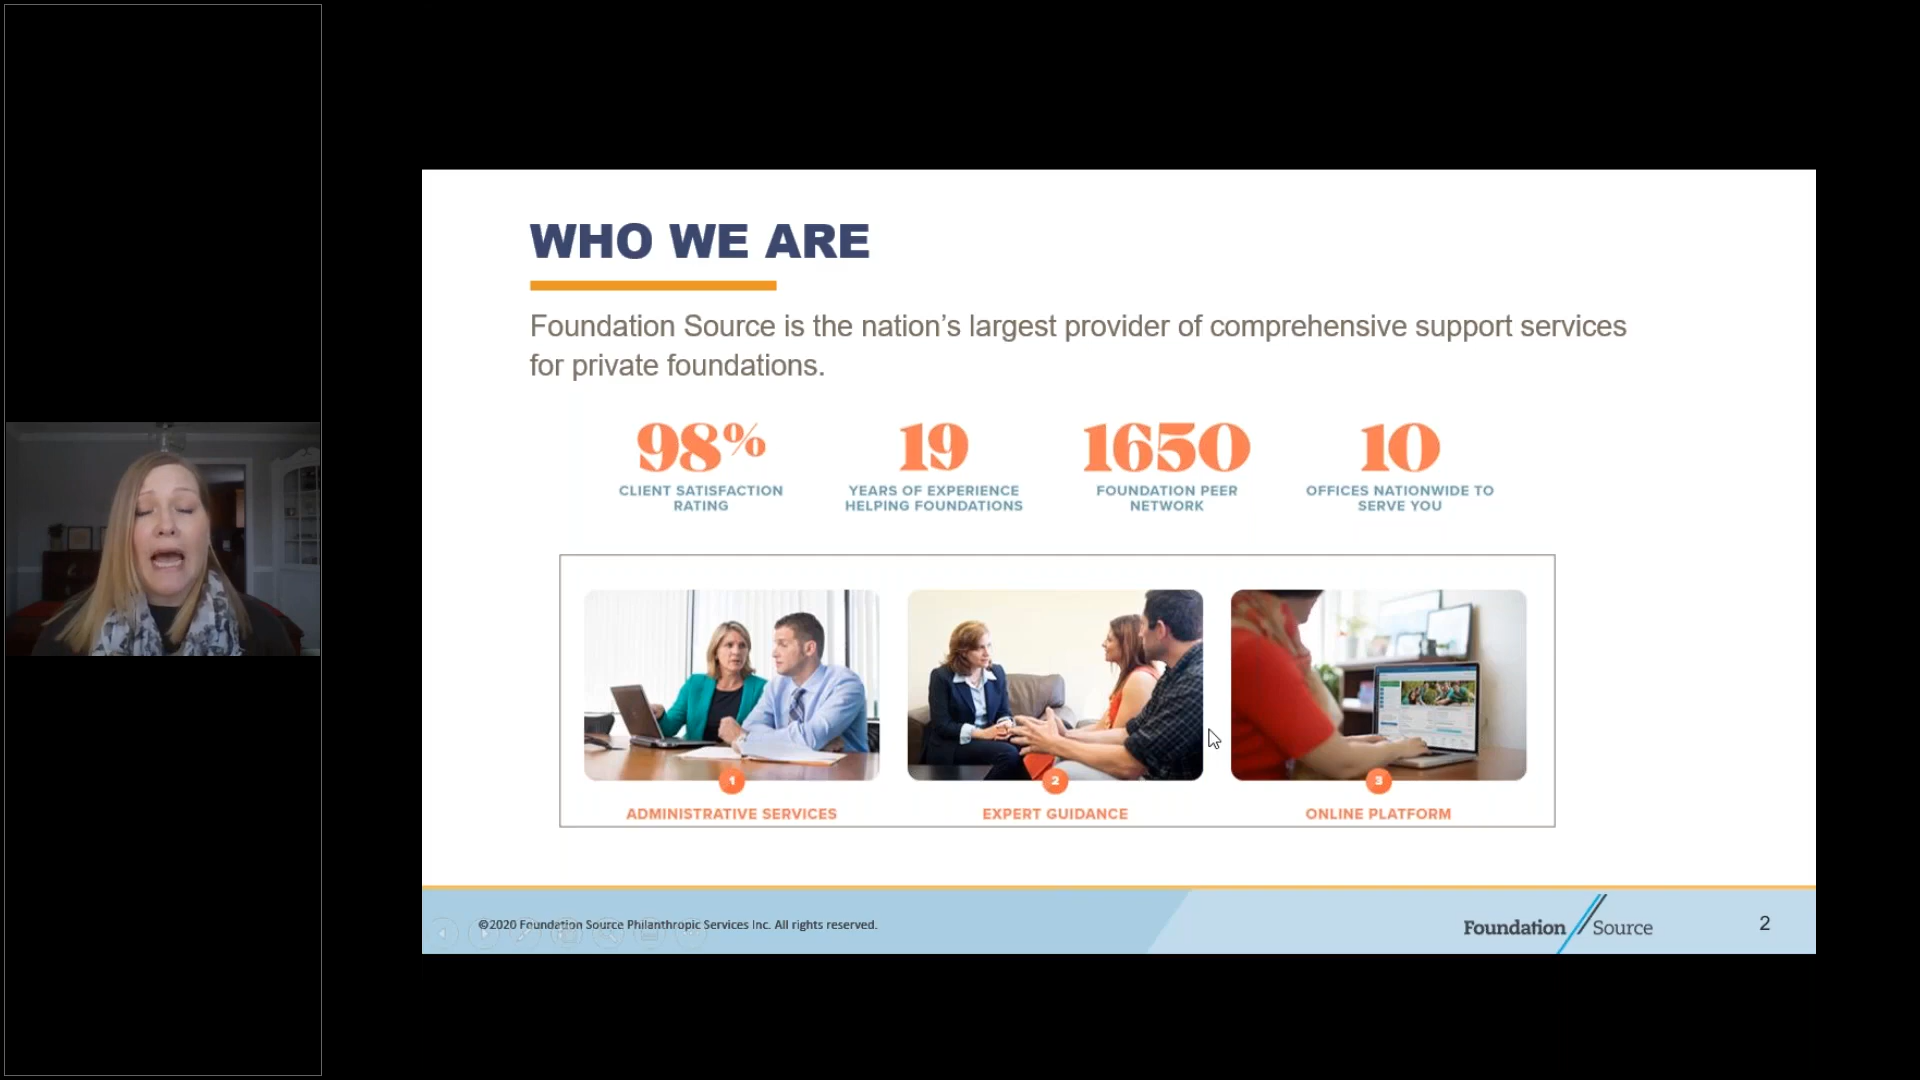 WHO WE ARE
Foundation Source is the nation’s largest provider of comprehensive support services
for private foundations.
98%
CLIENT SATISFACTION
RATING
19
YEARS OF EXPERIENCE
HELPING FOUNDATIONS
1650
FOUNDATION PEER
NETWORK
10
OFFICES NATIONWIDE TO
SERVE YOU
1
ADMINISTRATIVE SERVICES
2
EXPERT GUIDANCE
3
ONLINE PLATFORM
©2020 Foundation Source Philanthropic Services Inc. All rights reserved.
Foundation Source
2